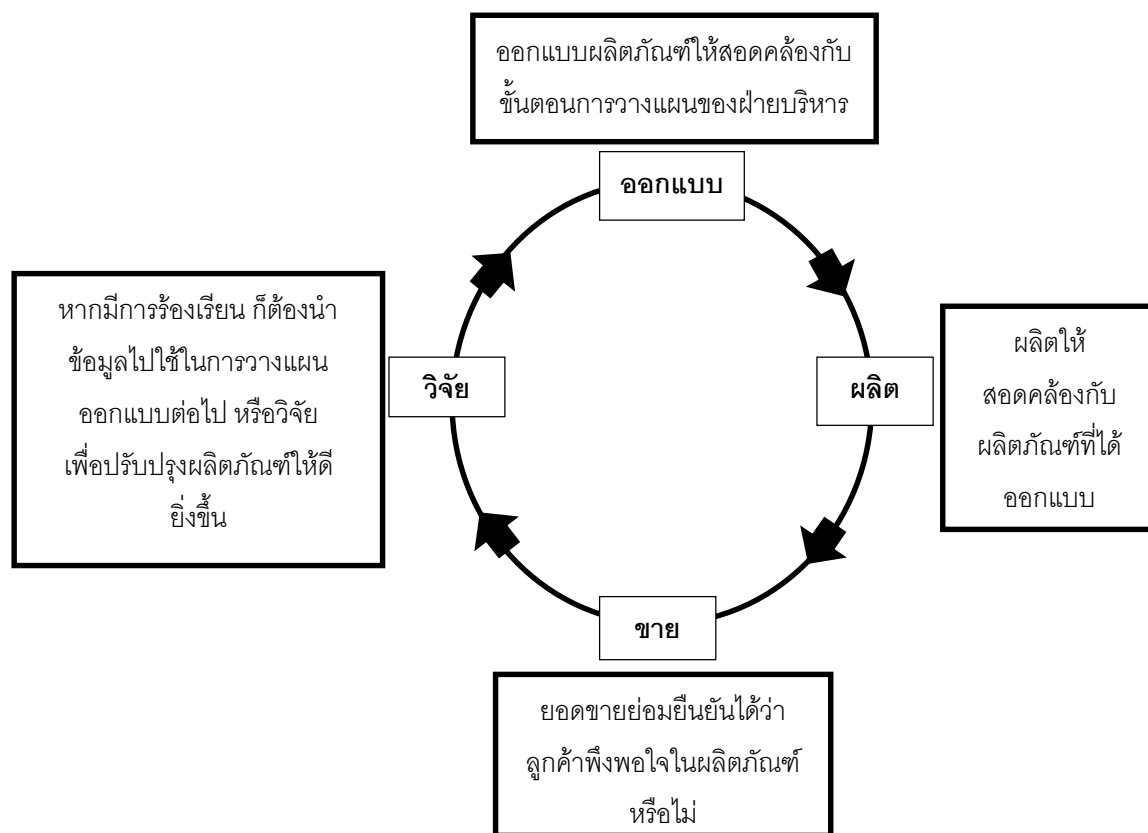 ออกแบบผลิตภัณฑ์ให้สอดคล้องกับ
ขั้นตอนการวางแผนของฝ่ายบริหาร
ออกแบบ
หากมีการร้องเรียน ก็ต้องนำ
ข้อมูลไปใช้ในการวางแผน
ออกแบบต่อไป หรือวิจัย
เพื่อปรับปรุงผลิตภัณฑ์ให้ดี
ยิ่งขึ้น
วิจัย
ผลิต
ผลิตให้
สอดคล้องกับ
ผลิตภัณฑ์ที่ได้
ออกแบบ
ขาย
ยอดขายย่อมยืนยันได้ว่า
ลูกค้าพึงพอใจในผลิตภัณฑ์
หรือไม่